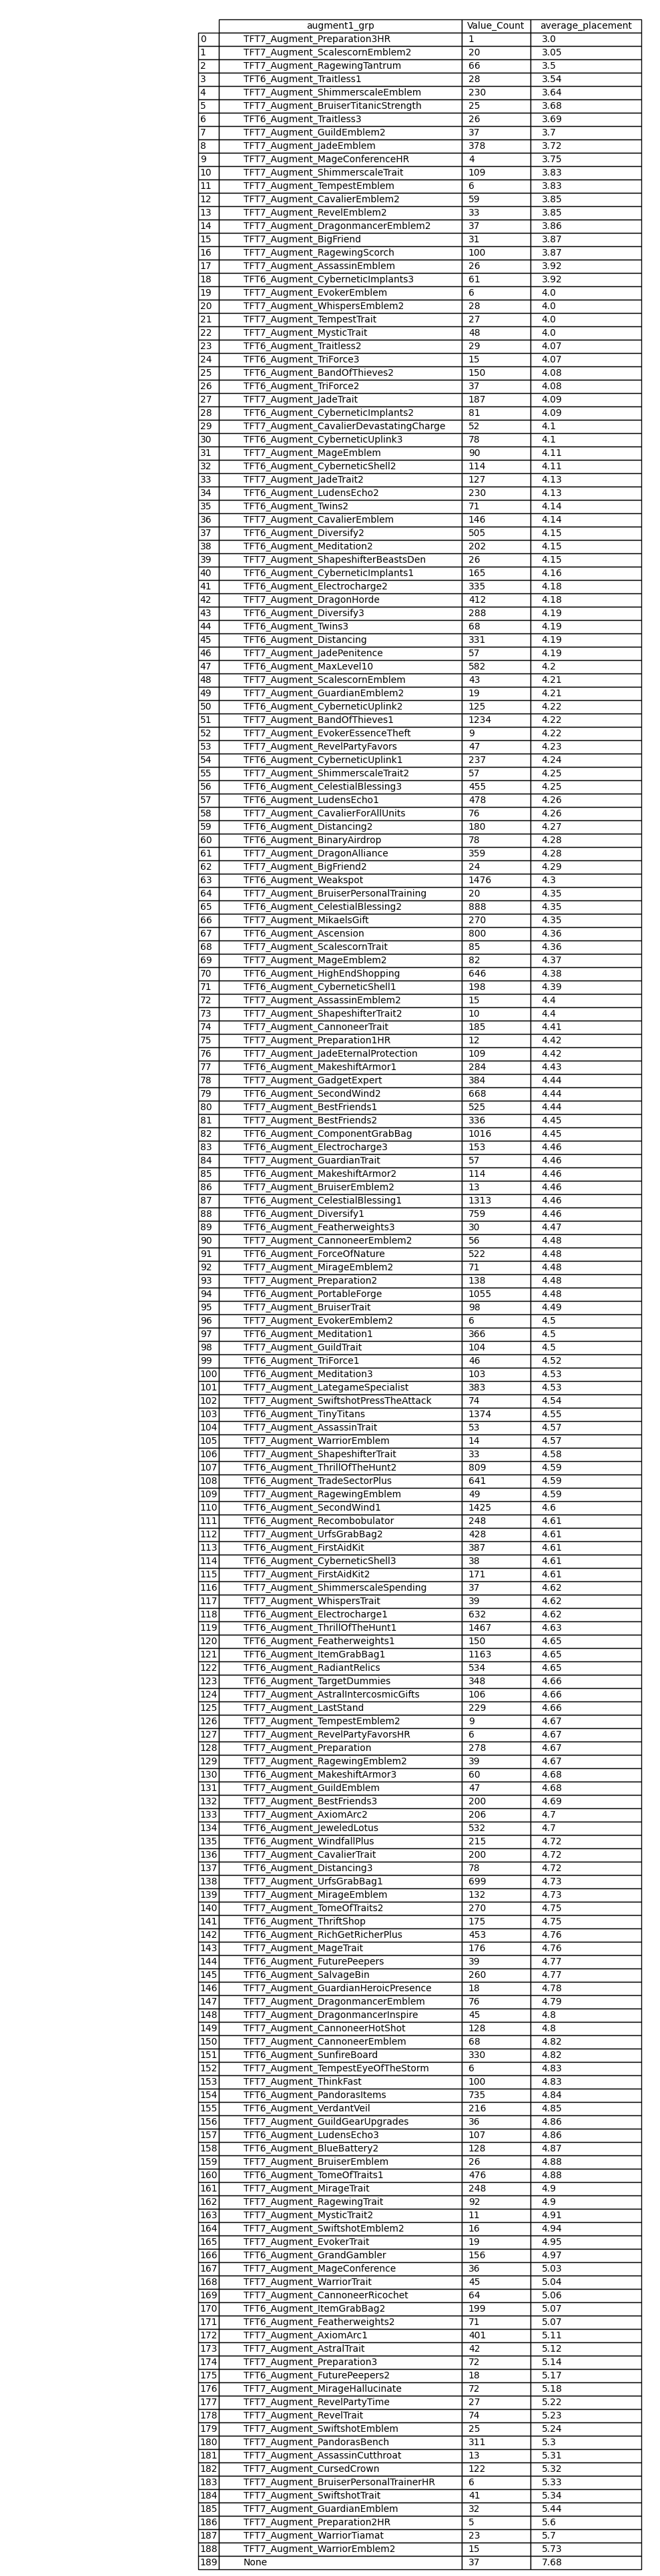 augment1_grp Value_Count average_placement
0 TFT7_Augment_Preparation3HR 1 3.0
1 TFT7_Augment_ScalescornEmblem2 20 3.05
2 TFT7_Augment_RagewingTantrum 66 3.5
3 TFT6_Augment_Traitless1 28 3.54
4 TFT7_Augment_ShimmerscaleEmblem 230 3.64
5 TFT7_Augment_BruiserTitanicStrength 25 3.68
6 TFT6_Augment_Traitless3 26 3.69
7 TFT7_Augment_GuildEmblem2 37 3.7
8 TFT7_Augment_JadeEmblem 378 3.72
9 TFT7_Augment_MageConferenceHR 4 3.75
10 TFT7_Augment_ShimmerscaleTrait 109 3.83
11 TFT7_Augment_TempestEmblem 6 3.83
12 TFT7_Augment_CavalierEmblem2 59 3.85
13 TFT7_Augment_RevelEmblem2 33 3.85
14 TFT7_Augment_DragonmancerEmblem2 37 3.86
15 TFT7_Augment_BigFriend 31 3.87
16 TFT7_Augment_RagewingScorch 100 3.87
17 TFT7_Augment_AssassinEmblem 26 3.92
18 TFT6_Augment_CyberneticImplants3 61 3.92
19 TFT7_Augment_EvokerEmblem 6 4.0
20 TFT7_Augment_WhispersEmblem2 28 4.0
21 TFT7_Augment_TempestTrait 27 4.0
22 TFT7_Augment_MysticTrait 48 4.0
23 TFT6_Augment_Traitless2 29 4.07
24 TFT6_Augment_TriForce3 15 4.07
25 TFT6_Augment_BandOfThieves2 150 4.08
26 TFT6_Augment_TriForce2 37 4.08
27 TFT7_Augment_JadeTrait 187 4.09
28 TFT6_Augment_CyberneticImplants2 81 4.09
29 TFT7_Augment_CavalierDevastatingCharge 52 4.1
30 TFT6_Augment_CyberneticUplink3 78 4.1
31 TFT7_Augment_MageEmblem 90 4.11
32 TFT6_Augment_CyberneticShell2 114 4.11
33 TFT7_Augment_JadeTrait2 127 4.13
34 TFT6_Augment_LudensEcho2 230 4.13
35 TFT6_Augment_Twins2 71 4.14
36 TFT7_Augment_CavalierEmblem 146 4.14
37 TFT6_Augment_Diversify2 505 4.15
38 TFT6_Augment_Meditation2 202 4.15
39 TFT7_Augment_ShapeshifterBeastsDen 26 4.15
40 TFT6_Augment_CyberneticImplants1 165 4.16
41 TFT6_Augment_Electrocharge2 335 4.18
42 TFT7_Augment_DragonHorde 412 4.18
43 TFT6_Augment_Diversify3 288 4.19
44 TFT6_Augment_Twins3 68 4.19
45 TFT6_Augment_Distancing 331 4.19
46 TFT7_Augment_JadePenitence 57 4.19
47 TFT6_Augment_MaxLevel10 582 4.2
48 TFT7_Augment_ScalescornEmblem 43 4.21
49 TFT7_Augment_GuardianEmblem2 19 4.21
50 TFT6_Augment_CyberneticUplink2 125 4.22
51 TFT7_Augment_BandOfThieves1 1234 4.22
52 TFT7_Augment_EvokerEssenceTheft 9 4.22
53 TFT7_Augment_RevelPartyFavors 47 4.23
54 TFT6_Augment_CyberneticUplink1 237 4.24
55 TFT7_Augment_ShimmerscaleTrait2 57 4.25
56 TFT6_Augment_CelestialBlessing3 455 4.25
57 TFT6_Augment_LudensEcho1 478 4.26
58 TFT7_Augment_CavalierForAllUnits 76 4.26
59 TFT6_Augment_Distancing2 180 4.27
60 TFT6_Augment_BinaryAirdrop 78 4.28
61 TFT7_Augment_DragonAlliance 359 4.28
62 TFT7_Augment_BigFriend2 24 4.29
63 TFT6_Augment_Weakspot 1476 4.3
64 TFT7_Augment_BruiserPersonalTraining 20 4.35
65 TFT6_Augment_CelestialBlessing2 888 4.35
66 TFT7_Augment_MikaelsGift 270 4.35
67 TFT6_Augment_Ascension 800 4.36
68 TFT7_Augment_ScalescornTrait 85 4.36
69 TFT7_Augment_MageEmblem2 82 4.37
70 TFT6_Augment_HighEndShopping 646 4.38
71 TFT6_Augment_CyberneticShell1 198 4.39
72 TFT7_Augment_AssassinEmblem2 15 4.4
73 TFT7_Augment_ShapeshifterTrait2 10 4.4
74 TFT7_Augment_CannoneerTrait 185 4.41
75 TFT7_Augment_Preparation1HR 12 4.42
76 TFT7_Augment_JadeEternalProtection 109 4.42
77 TFT6_Augment_MakeshiftArmor1 284 4.43
78 TFT7_Augment_GadgetExpert 384 4.44
79 TFT6_Augment_SecondWind2 668 4.44
80 TFT7_Augment_BestFriends1 525 4.44
81 TFT7_Augment_BestFriends2 336 4.45
82 TFT6_Augment_ComponentGrabBag 1016 4.45
83 TFT6_Augment_Electrocharge3 153 4.46
84 TFT7_Augment_GuardianTrait 57 4.46
85 TFT6_Augment_MakeshiftArmor2 114 4.46
86 TFT7_Augment_BruiserEmblem2 13 4.46
87 TFT6_Augment_CelestialBlessing1 1313 4.46
88 TFT6_Augment_Diversify1 759 4.46
89 TFT6_Augment_Featherweights3 30 4.47
90 TFT7_Augment_CannoneerEmblem2 56 4.48
91 TFT6_Augment_ForceOfNature 522 4.48
92 TFT7_Augment_MirageEmblem2 71 4.48
93 TFT7_Augment_Preparation2 138 4.48
94 TFT6_Augment_PortableForge 1055 4.48
95 TFT7_Augment_BruiserTrait 98 4.49
96 TFT7_Augment_EvokerEmblem2 6 4.5
97 TFT6_Augment_Meditation1 366 4.5
98 TFT7_Augment_GuildTrait 104 4.5
99 TFT6_Augment_TriForce1 46 4.52
100 TFT6_Augment_Meditation3 103 4.53
101 TFT7_Augment_LategameSpecialist 383 4.53
102 TFT7_Augment_SwiftshotPressTheAttack 74 4.54
103 TFT6_Augment_TinyTitans 1374 4.55
104 TFT7_Augment_AssassinTrait 53 4.57
105 TFT7_Augment_WarriorEmblem 14 4.57
106 TFT7_Augment_ShapeshifterTrait 33 4.58
107 TFT6_Augment_ThrillOfTheHunt2 809 4.59
108 TFT6_Augment_TradeSectorPlus 641 4.59
109 TFT7_Augment_RagewingEmblem 49 4.59
110 TFT6_Augment_SecondWind1 1425 4.6
111 TFT6_Augment_Recombobulator 248 4.61
112 TFT7_Augment_UrfsGrabBag2 428 4.61
113 TFT6_Augment_FirstAidKit 387 4.61
114 TFT6_Augment_CyberneticShell3 38 4.61
115 TFT7_Augment_FirstAidKit2 171 4.61
116 TFT7_Augment_ShimmerscaleSpending 37 4.62
117 TFT7_Augment_WhispersTrait 39 4.62
118 TFT6_Augment_Electrocharge1 632 4.62
119 TFT6_Augment_ThrillOfTheHunt1 1467 4.63
120 TFT6_Augment_Featherweights1 150 4.65
121 TFT6_Augment_ItemGrabBag1 1163 4.65
122 TFT6_Augment_RadiantRelics 534 4.65
123 TFT6_Augment_TargetDummies 348 4.66
124 TFT7_Augment_AstralIntercosmicGifts 106 4.66
125 TFT7_Augment_LastStand 229 4.66
126 TFT7_Augment_TempestEmblem2 9 4.67
127 TFT7_Augment_RevelPartyFavorsHR 6 4.67
128 TFT7_Augment_Preparation 278 4.67
129 TFT7_Augment_RagewingEmblem2 39 4.67
130 TFT6_Augment_MakeshiftArmor3 60 4.68
131 TFT7_Augment_GuildEmblem 47 4.68
132 TFT7_Augment_BestFriends3 200 4.69
133 TFT7_Augment_AxiomArc2 206 4.7
134 TFT6_Augment_JeweledLotus 532 4.7
135 TFT6_Augment_WindfallPlus 215 4.72
136 TFT7_Augment_CavalierTrait 200 4.72
137 TFT6_Augment_Distancing3 78 4.72
138 TFT7_Augment_UrfsGrabBag1 699 4.73
139 TFT7_Augment_MirageEmblem 132 4.73
140 TFT7_Augment_TomeOfTraits2 270 4.75
141 TFT6_Augment_ThriftShop 175 4.75
142 TFT6_Augment_RichGetRicherPlus 453 4.76
143 TFT7_Augment_MageTrait 176 4.76
144 TFT6_Augment_FuturePeepers 39 4.77
145 TFT6_Augment_SalvageBin 260 4.77
146 TFT7_Augment_GuardianHeroicPresence 18 4.78
147 TFT7_Augment_DragonmancerEmblem 76 4.79
148 TFT7_Augment_DragonmancerInspire 45 4.8
149 TFT7_Augment_CannoneerHotShot 128 4.8
150 TFT7_Augment_CannoneerEmblem 68 4.82
151 TFT6_Augment_SunfireBoard 330 4.82
152 TFT7_Augment_TempestEyeOfTheStorm 6 4.83
153 TFT7_Augment_ThinkFast 100 4.83
154 TFT6_Augment_PandorasItems 735 4.84
155 TFT6_Augment_VerdantVeil 216 4.85
156 TFT7_Augment_GuildGearUpgrades 36 4.86
157 TFT6_Augment_LudensEcho3 107 4.86
158 TFT6_Augment_BlueBattery2 128 4.87
159 TFT7_Augment_BruiserEmblem 26 4.88
160 TFT6_Augment_TomeOfTraits1 476 4.88
161 TFT7_Augment_MirageTrait 248 4.9
162 TFT7_Augment_RagewingTrait 92 4.9
163 TFT7_Augment_MysticTrait2 11 4.91
164 TFT7_Augment_SwiftshotEmblem2 16 4.94
165 TFT7_Augment_EvokerTrait 19 4.95
166 TFT6_Augment_GrandGambler 156 4.97
167 TFT7_Augment_MageConference 36 5.03
168 TFT7_Augment_WarriorTrait 45 5.04
169 TFT7_Augment_CannoneerRicochet 64 5.06
170 TFT6_Augment_ItemGrabBag2 199 5.07
171 TFT6_Augment_Featherweights2 71 5.07
172 TFT7_Augment_AxiomArc1 401 5.11
173 TFT7_Augment_AstralTrait 42 5.12
174 TFT7_Augment_Preparation3 72 5.14
175 TFT6_Augment_FuturePeepers2 18 5.17
176 TFT7_Augment_MirageHallucinate 72 5.18
177 TFT7_Augment_RevelPartyTime 27 5.22
178 TFT7_Augment_RevelTrait 74 5.23
179 TFT7_Augment_SwiftshotEmblem 25 5.24
180 TFT7_Augment_PandorasBench 311 5.3
181 TFT7_Augment_AssassinCutthroat 13 5.31
182 TFT7_Augment_CursedCrown 122 5.32
183 TFT7_Augment_BruiserPersonalTrainerHR 6 5.33
184 TFT7_Augment_SwiftshotTrait 41 5.34
185 TFT7_Augment_GuardianEmblem 32 5.44
186 TFT7_Augment_Preparation2HR 5 5.6
187 TFT7_Augment_WarriorTiamat 23 5.7
188 TFT7_Augment_WarriorEmblem2 15 5.73
189 None 37 7.68